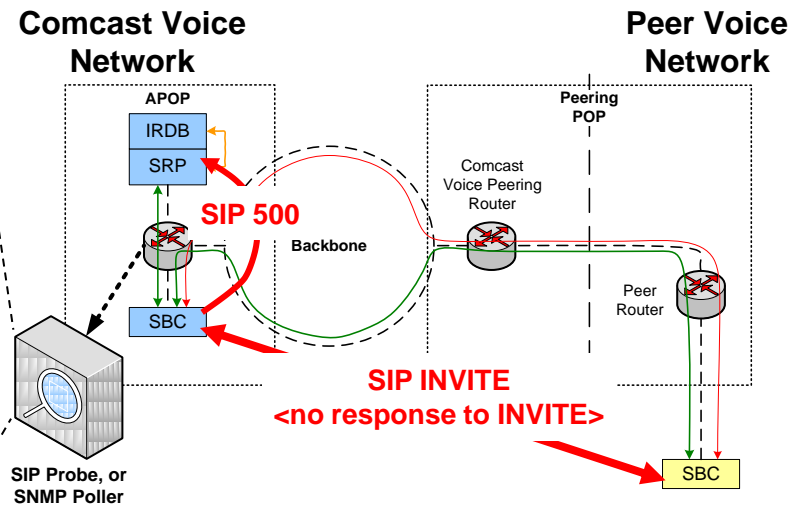 Comcast Voice
Network
Peer Voice
Network
APOP
IRDB
SRP
SIP 500
Backbone
SBC
Peering
POP
Comcast
Voice Peering
Router
Peer
Router
SIP INVITE
<no response to INVITE>
SBC
SIP Probe, or
SNMP Poller